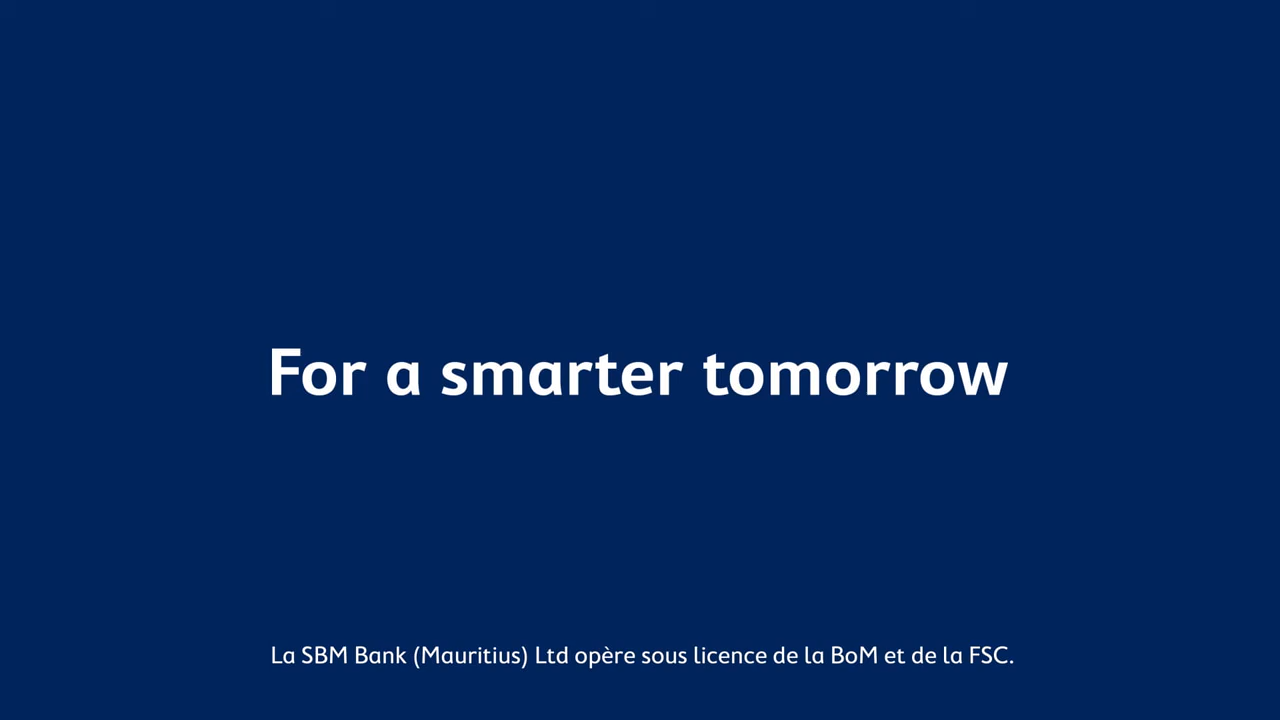 For a smarter tomorrow
La SBM Bank (Mauritius) Ltd opère sous licence de la BoM et de la FSC.